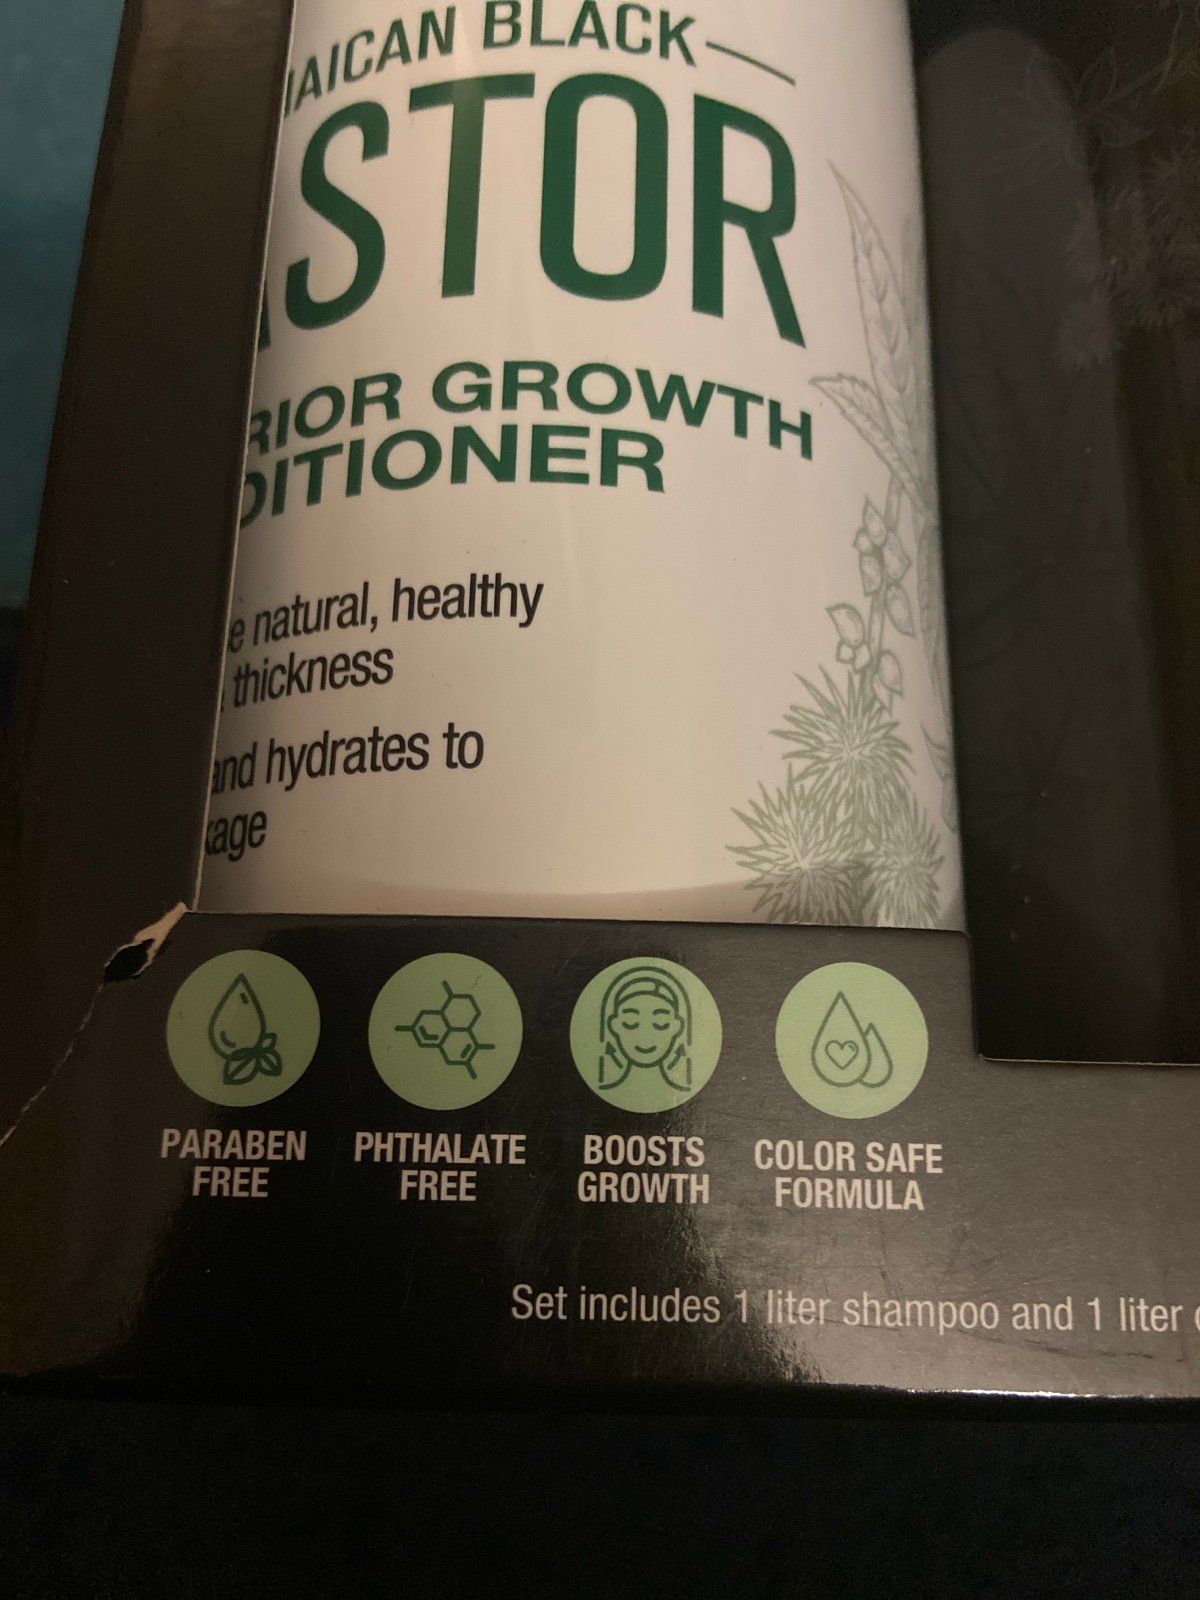 AICAN BLACK
STOR
RIOR GROWTH
DITIONER
e natural, healthy
thickness
and hydrates to
kage
PARABEN
FREE
PHTHALATE
FREE
BOOSTS
GROWTH
COLOR SAFE
FORMULA
Set includes 1 liter shampoo and 1 liter